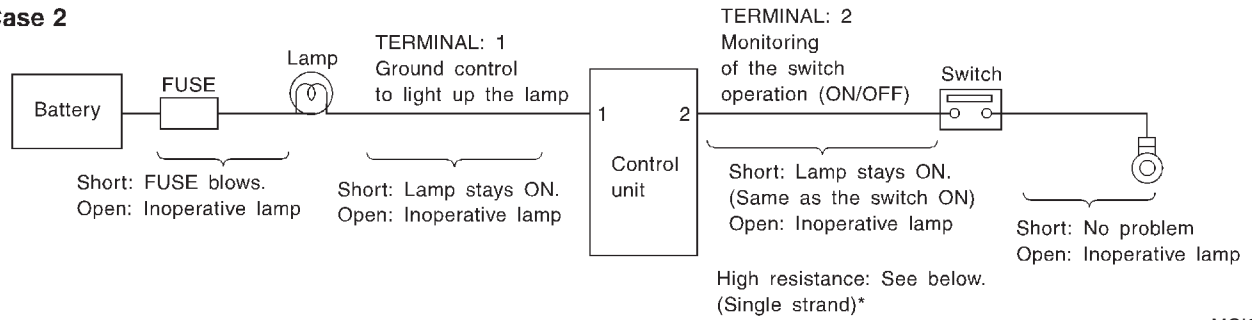 Case 2
Battery
FUSE
Lamp
TERMINAL: 1
Ground control
to light up the lamp
1
2
Control
unit
TERMINAL: 2
Monitoring
of the switch
operation (ON/OFF)
Switch
Short: FUSE blows.
Open: Inoperative lamp
Short: Lamp stays ON.
Open: Inoperative lamp
Short: Lamp stays ON.
(Same as the switch ON)
Open: Inoperative lamp
High resistance: See below.
(Single strand)*
Short: No problem
Open: Inoperative lamp